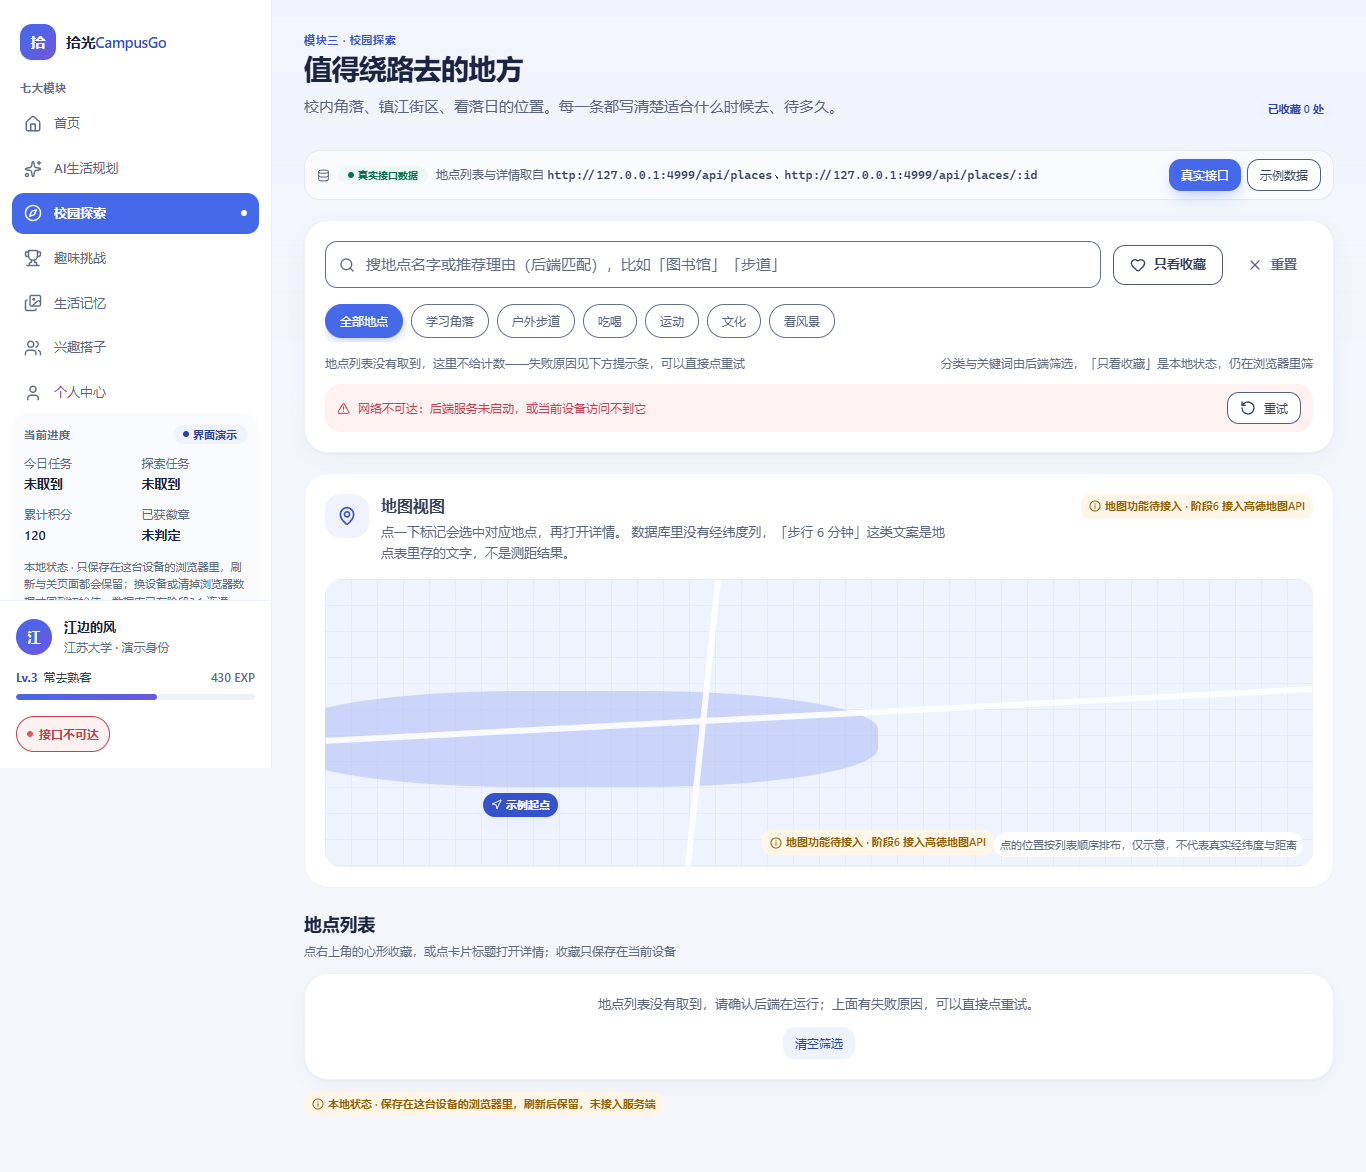 拾
拾光CampusGo
七大模块
首页
AI生活规划
校园探索
趣味挑战
生活记忆
兴趣搭子
个人中心
当前进度
界面演示
今日任务
探索任务
未取到
未取到
累计积分
已获徽章
120
未判定
本地状态 · 只保存在这台设备的浏览器里，刷
新与关页面都会保留；换设备或清掉浏览器数
江
江边的风
江苏大学 · 演示身份
Lv.3 常去熟客
430 EXP
接口不可达
模块三 · 校园探索
值得绕路去的地方
校内角落、镇江街区、看落日的位置。每一条都写清楚适合什么时候去、待多久。
已收藏 0 处
真实接口数据
地点列表与详情取自 http://127.0.0.1:4999/api/places、http://127.0.0.1:4999/api/places/:id
真实接口
示例数据
搜地点名字或推荐理由（后端匹配），比如「图书馆」「步道」
只看收藏
重置
全部地点
学习角落
户外步道
吃喝
运动
文化
看风景
地点列表没有取到，这里不给计数——失败原因见下方提示条，可以直接点重试
分类与关键词由后端筛选，「只看收藏」是本地状态，仍在浏览器里筛
网络不可达：后端服务未启动，或当前设备访问不到它
重试
地图视图
点一下标记会选中对应地点，再打开详情。 数据库里没有经纬度列，「步行 6 分钟」这类文案是地
点表里存的文字，不是测距结果。
地图功能待接入 · 阶段6 接入高德地图API
示例起点
地图功能待接入 · 阶段6 接入高德地图API
点的位置按列表顺序排布，仅示意，不代表真实经纬度与距离
地点列表
点右上角的心形收藏，或点卡片标题打开详情；收藏只保存在当前设备
地点列表没有取到，请确认后端在运行；上面有失败原因，可以直接点重试。
清空筛选
本地状态 · 保存在这台设备的浏览器里，刷新后保留，未接入服务端